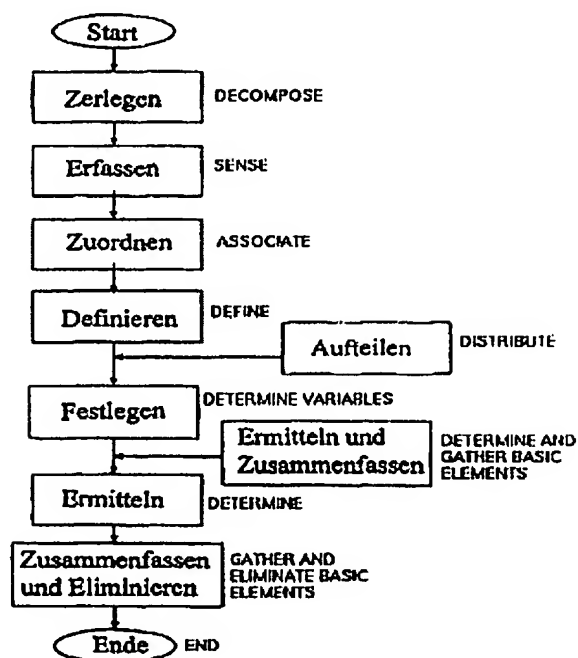 Start
Zerlegen
DECOMPOSE
Erfassen
SENSE
Zuordnen
ASSOCIATE
Definieren
DEFINE
Aufteilen
DISTRIBUTE
Festlegen
DETERMINE VARIABLES
Ermitteln und
Zusammenfassen
DETERMINE AND
GATHER BASIC
ELEMENTS
Ermitteln
DETERMINE
Zusammenfassen
und Eliminieren
GATHER AND
ELIMINATE BASIC
ELEMENTS
Ende
END